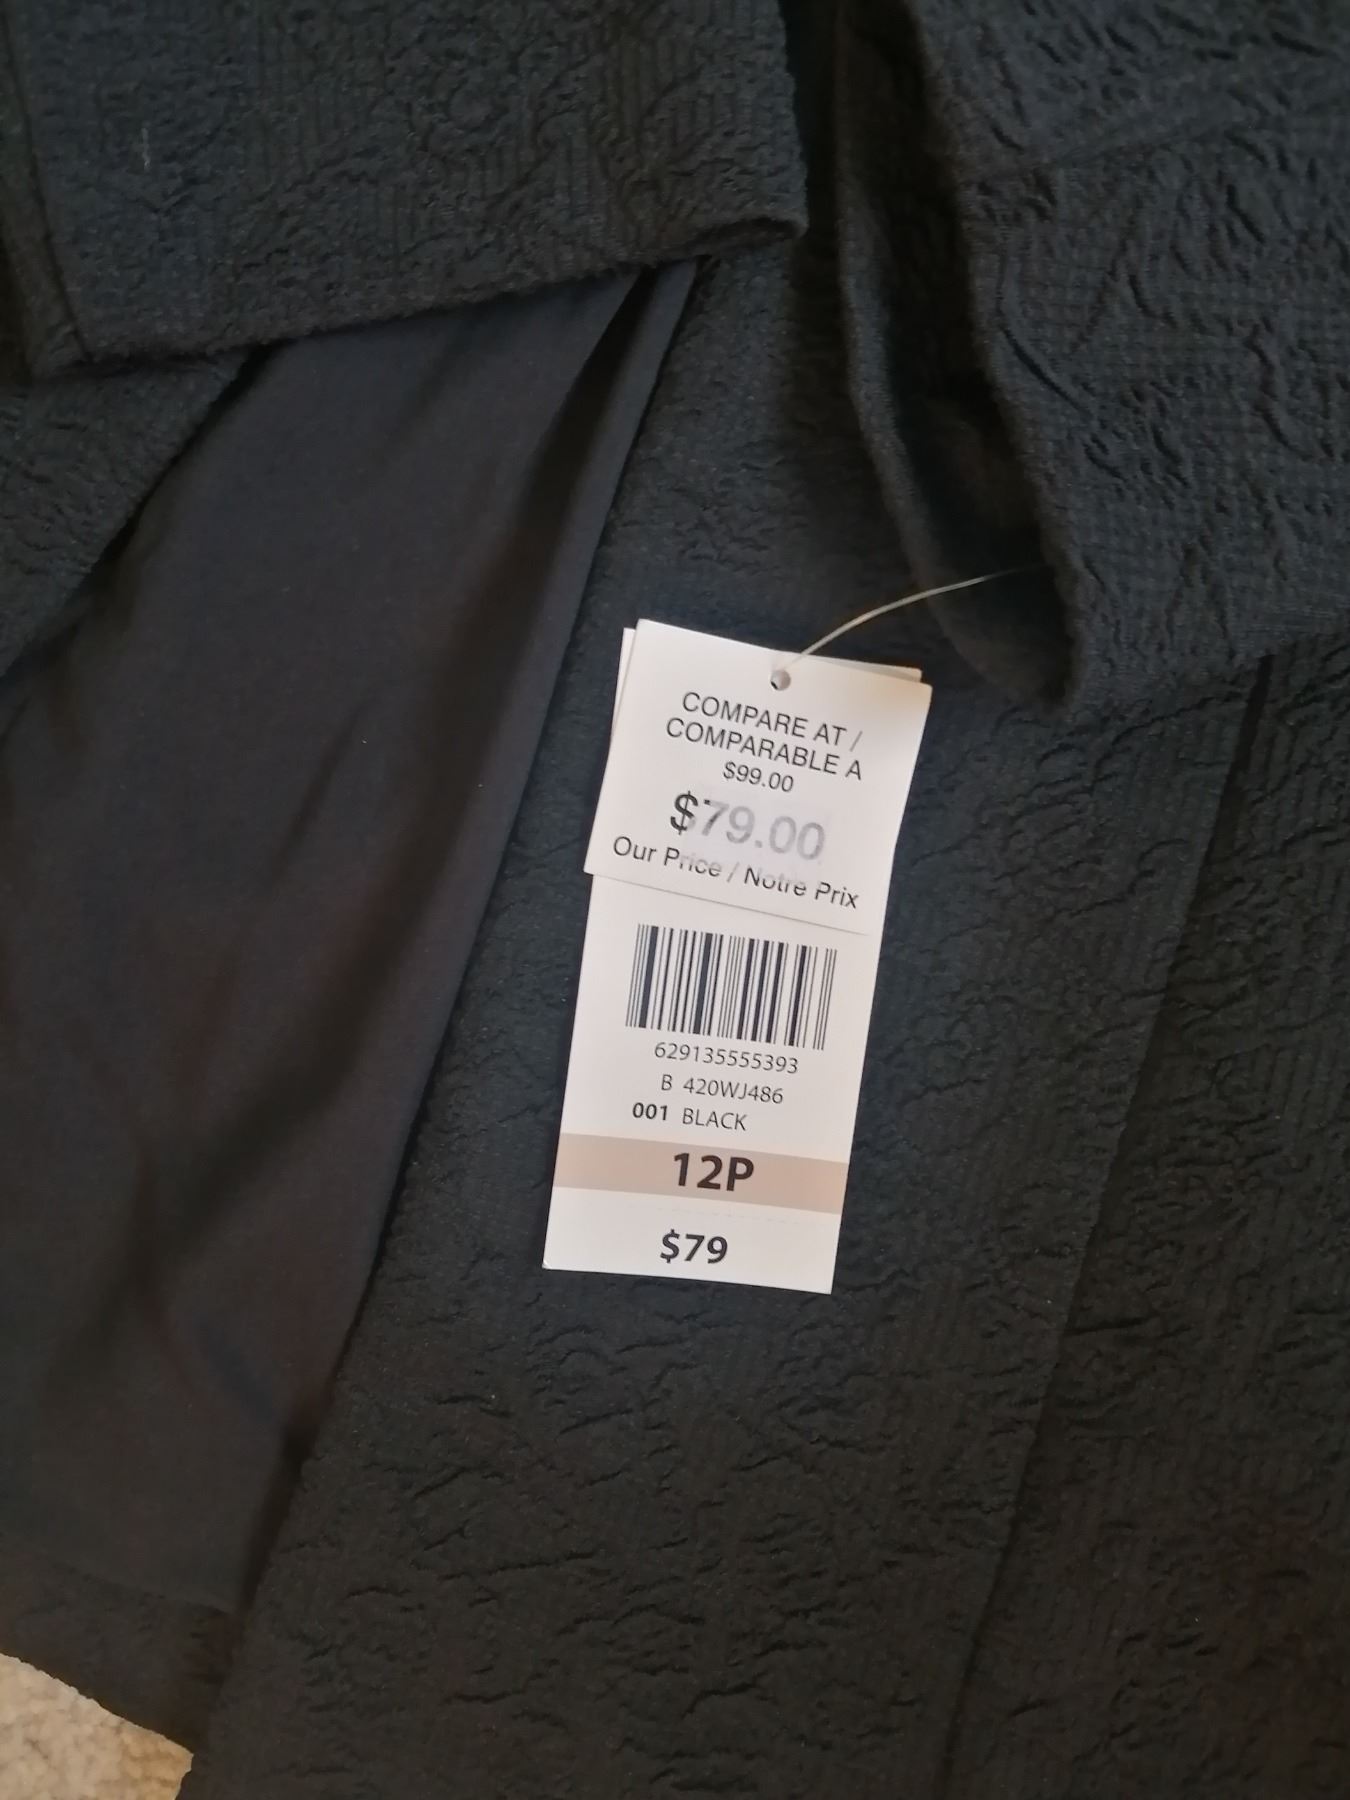 COMPARE AT /
COMPARABLE A
$99.00
$79.00
Our Price / Notre Prix
629135555393
B 420WJ486
001 BLACK
12P
$79